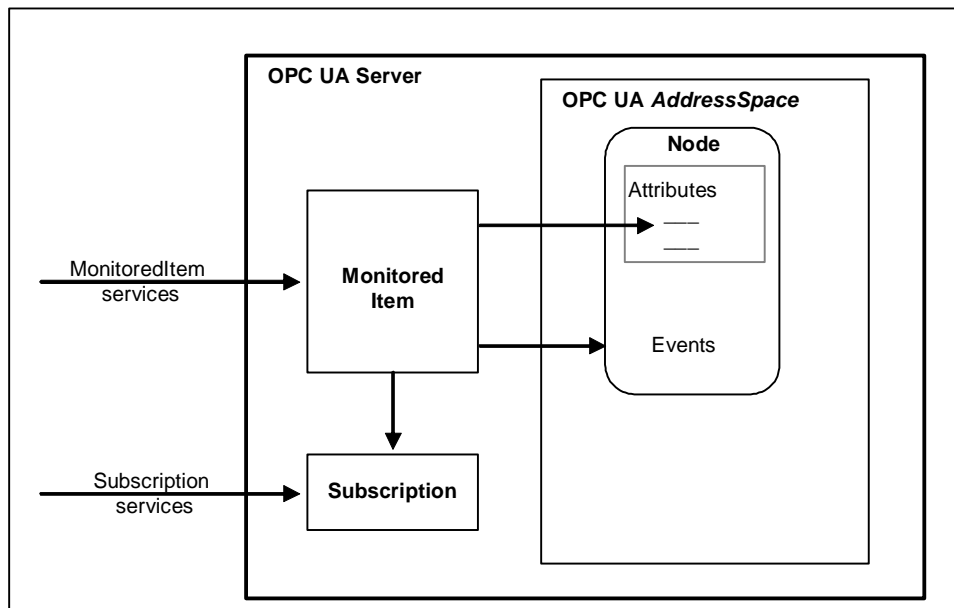 OPC UA Server
OPC UA AddressSpace
Node
Attributes
MonitoredItem
services
Monitored
Item
Events
Subscription
services
Subscription